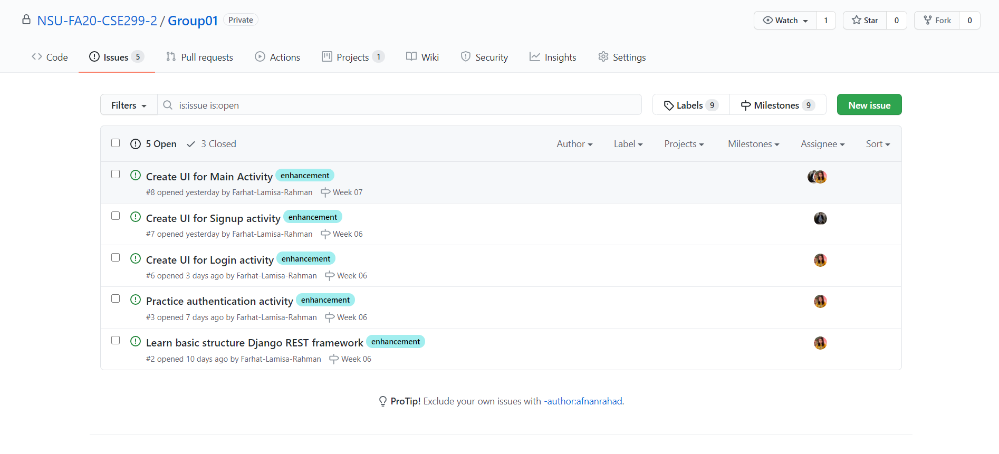 NSU-FA20-CSE299-2 / Group01 Private Watch 1 Star 0 Fork 0
Code Issues 5 Pull requests Actions Projects 1 Wiki Security Insights Settings
Filters is:issue is:open Labels 9 Milestones 9 New issue
5 Open 3 Closed Author Label Projects Milestones Assignee Sort
Create UI for Main Activity enhancement
#8 opened yesterday by Farhat-Lamisa-Rahman Week 07
Create UI for Signup activity enhancement
#7 opened yesterday by Farhat-Lamisa-Rahman Week 06
Create UI for Login activity enhancement
#6 opened 3 days ago by Farhat-Lamisa-Rahman Week 06
Practice authentication activity enhancement
#3 opened 7 days ago by Farhat-Lamisa-Rahman Week 06
Learn basic structure Django REST framework enhancement
#2 opened 10 days ago by Farhat-Lamisa-Rahman Week 06
ProTip! Exclude your own issues with -author:afnanrahad.